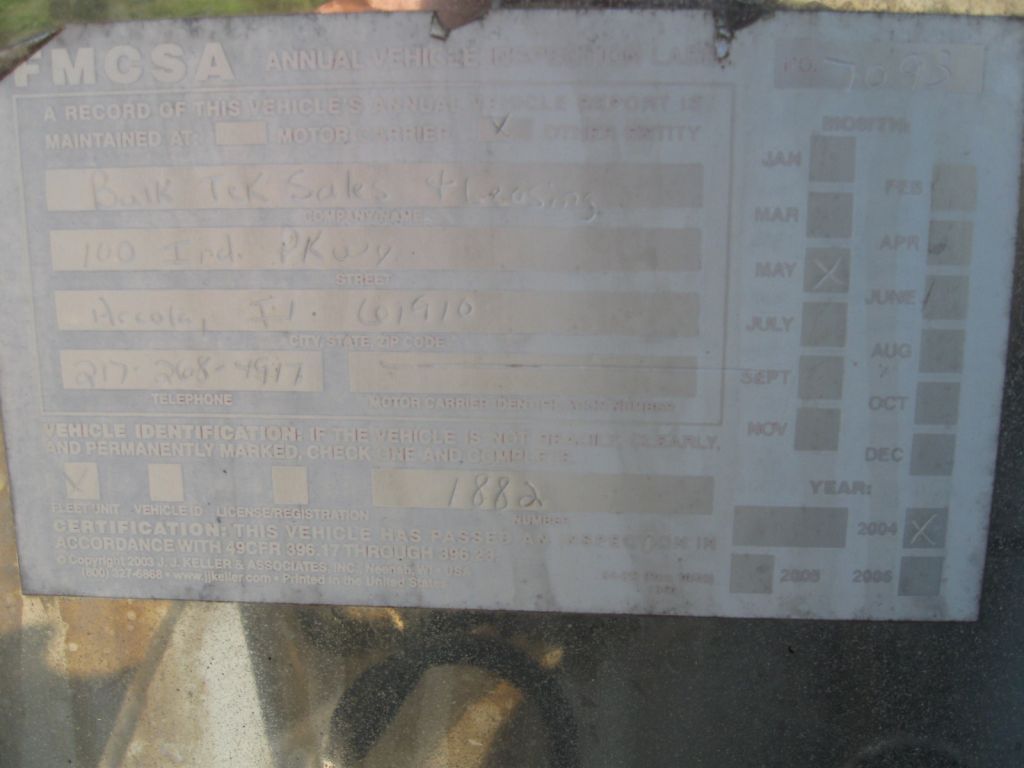 FMCSA ANNUAL VEHICLE INSPECTION LABEL
NO. 7093
A RECORD OF THIS VEHICLE'S ANNUAL VEHICLE REPORT IS
MAINTAINED AT: MOTOR CARRIER X OTHER ENTITY
Bulk Tek Sales + Leasing
COMPANY NAME
100 Ind. PKwy.
STREET
Arcola, Il. 61910
CITY, STATE, ZIP CODE
217-268-4917
TELEPHONE MOTOR CARRIER IDENTIFICATION NUMBER
VEHICLE IDENTIFICATION: IF THE VEHICLE IS NOT READILY, CLEARLY,
AND PERMANENTLY MARKED, CHECK ONE AND COMPLETE.
X 1882
FLEET UNIT VEHICLE ID LICENSE/REGISTRATION NUMBER
CERTIFICATION: THIS VEHICLE HAS PASSED AN INSPECTION IN
ACCORDANCE WITH 49CFR 396.17 THROUGH 396.23.
© Copyright 2003 J. J. KELLER & ASSOCIATES, INC., Neenah, WI • USA
(800) 327-6868 • www.jjkeller.com • Printed in the United States
MONTH:
JAN FEB
MAR APR
MAY X JUNE
JULY AUG
SEPT OCT
NOV DEC
YEAR:
2004 X
2005 2006